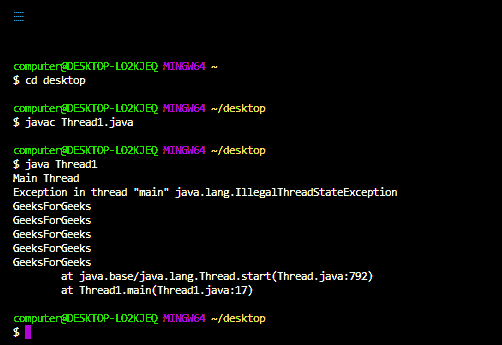 computer@DESKTOP-LO2KJEQ MINGW64 ~
$ cd desktop
computer@DESKTOP-LO2KJEQ MINGW64 ~/desktop
$ javac Thread1.java
computer@DESKTOP-LO2KJEQ MINGW64 ~/desktop
$ java Thread1
Main Thread
Exception in thread "main" java.lang.IllegalThreadStateException
GeeksForGeeks
GeeksForGeeks
GeeksForGeeks
GeeksForGeeks
GeeksForGeeks
        at java.base/java.lang.Thread.start(Thread.java:792)
        at Thread1.main(Thread1.java:17)
computer@DESKTOP-LO2KJEQ MINGW64 ~/desktop
$